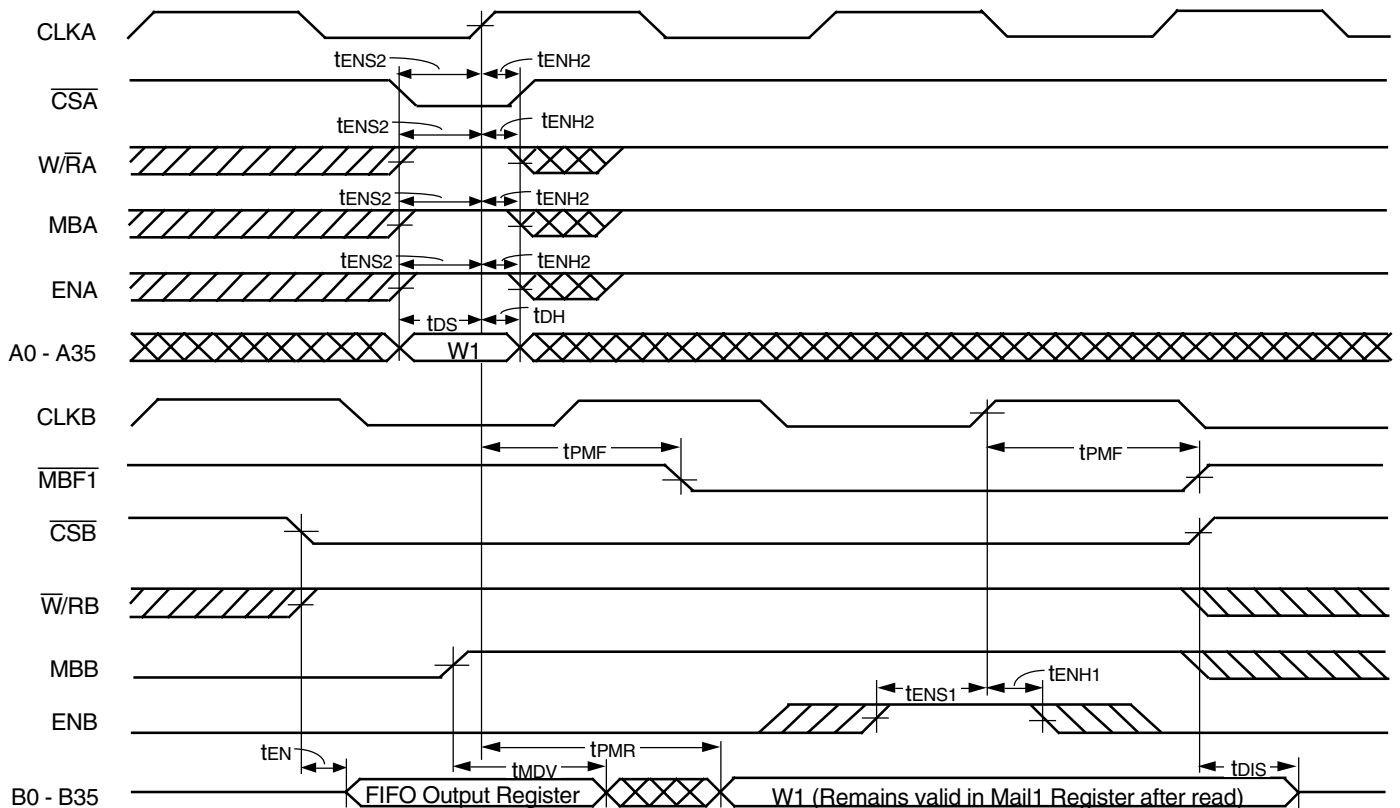 CLKA
tENS2 tENH2
CSA
tENS2 tENH2
W/RA
tENS2 tENH2
MBA
tENS2 tENH2
ENA
tDS tDH
A0 - A35 W1
CLKB
tPMF tPMF
MBF1
CSB
W/RB
MBB
tENS1 tENH1
ENB
tEN tPMR
tMDV tDIS
B0 - B35 FIFO Output Register W1 (Remains valid in Mail1 Register after read)